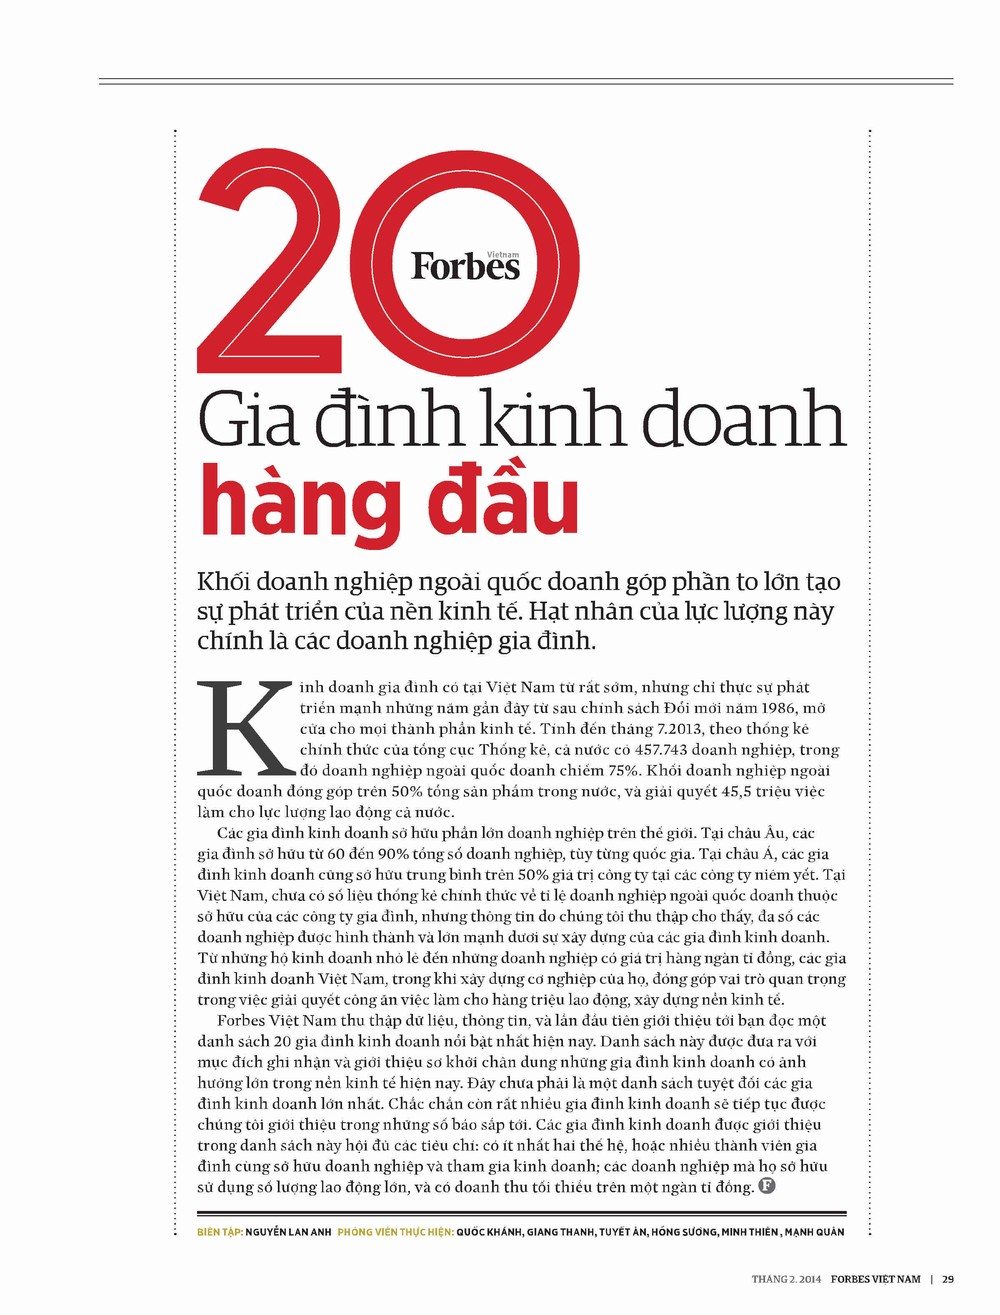 20
Forbes
Vietnam
Gia đình kinh doanh
hàng đầu
Khối doanh nghiệp ngoài quốc doanh góp phần to lớn tạo
sự phát triển của nền kinh tế. Hạt nhân của lực lượng này
chính là các doanh nghiệp gia đình.
Kinh doanh gia đình có tại Việt Nam từ rất sớm, nhưng chỉ thực sự phát
triển mạnh những năm gần đây từ sau chính sách Đổi mới năm 1986, mở
cửa cho mọi thành phần kinh tế. Tính đến tháng 7.2013, theo thống kê
chính thức của tổng cục Thống kê, cả nước có 457.743 doanh nghiệp, trong
đó doanh nghiệp ngoài quốc doanh chiếm 75%. Khối doanh nghiệp ngoài
quốc doanh đóng góp trên 50% tổng sản phẩm trong nước, và giải quyết 45,5 triệu việc
làm cho lực lượng lao động cả nước.
Các gia đình kinh doanh sở hữu phần lớn doanh nghiệp trên thế giới. Tại châu Âu, các
gia đình sở hữu từ 60 đến 90% tổng số doanh nghiệp, tùy từng quốc gia. Tại châu Á, các gia
đình kinh doanh cũng sở hữu trung bình trên 50% giá trị công ty tại các công ty niêm yết. Tại
Việt Nam, chưa có số liệu thống kê chính thức về tỉ lệ doanh nghiệp ngoài quốc doanh thuộc
sở hữu của các công ty gia đình, nhưng thông tin do chúng tôi thu thập cho thấy, đa số các
doanh nghiệp được hình thành và lớn mạnh dưới sự xây dựng của các gia đình kinh doanh.
Từ những hộ kinh doanh nhỏ lẻ đến những doanh nghiệp có giá trị hàng ngàn tỉ đồng, các gia
đình kinh doanh Việt Nam, trong khi xây dựng cơ nghiệp của họ, đóng góp vai trò quan trọng
trong việc giải quyết công ăn việc làm cho hàng triệu lao động, xây dựng nền kinh tế.
Forbes Việt Nam thu thập dữ liệu, thông tin, và lần đầu tiên giới thiệu tới bạn đọc một
danh sách 20 gia đình kinh doanh nổi bật nhất hiện nay. Danh sách này được đưa ra với
mục đích ghi nhận và giới thiệu sơ khởi chân dung những gia đình kinh doanh có ảnh
hưởng lớn trong nền kinh tế hiện nay. Đây chưa phải là một danh sách tuyệt đối các gia
đình kinh doanh lớn nhất. Chắc chắn còn rất nhiều gia đình kinh doanh sẽ tiếp tục được
chúng tôi giới thiệu trong những số báo sắp tới. Các gia đình kinh doanh được giới thiệu
trong danh sách này hội đủ các tiêu chí: có ít nhất hai thế hệ, hoặc nhiều thành viên gia
đình cùng sở hữu doanh nghiệp và tham gia kinh doanh; các doanh nghiệp mà họ sở hữu
sử dụng số lượng lao động lớn, và có doanh thu tối thiểu trên một ngàn tỉ đồng. F
BIÊN TẬP: NGUYỄN LAN ANH PHÓNG VIÊN THỰC HIỆN: QUỐC KHÁNH, GIANG THANH, TUYẾT ÂN, HỒNG SƯƠNG, MINH THIÊN, MẠNH QUÂN
THÁNG 2. 2014 FORBES VIỆT NAM | 29